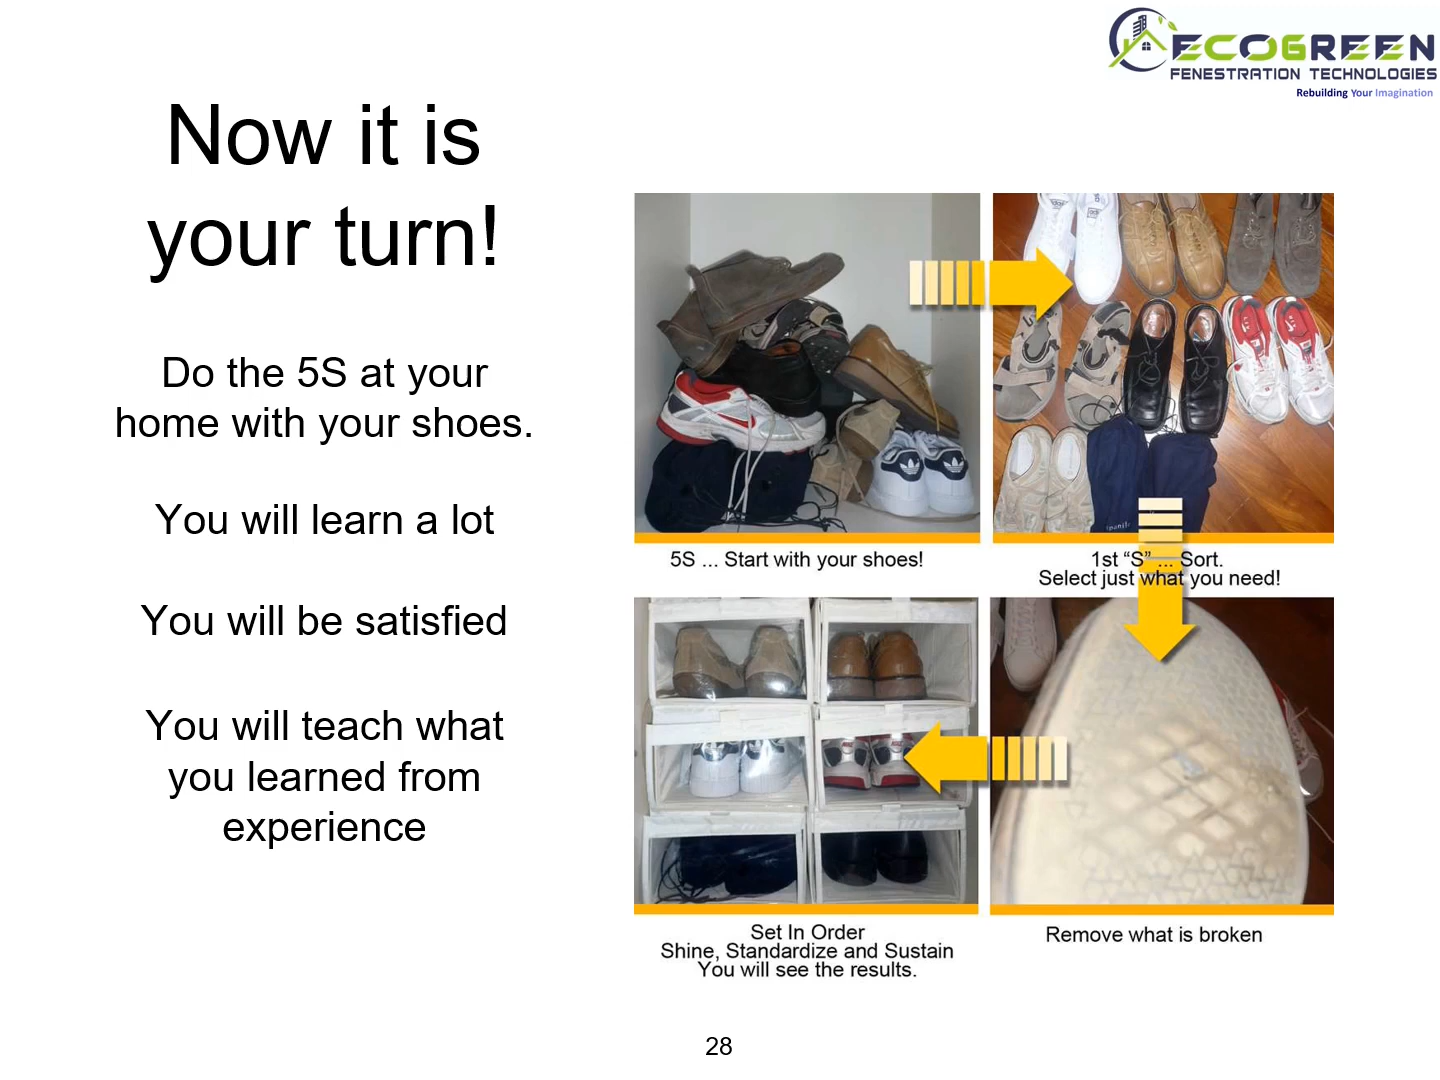 ECOGREEN
FENESTRATION TECHNOLOGIES
Rebuilding Your Imagination
Now it is
your turn!
Do the 5S at your
home with your shoes.
You will learn a lot
You will be satisfied
You will teach what
you learned from
experience
5S ... Start with your shoes!
1st “S” ... Sort.
Select just what you need!
Set In Order
Shine, Standardize and Sustain
You will see the results.
Remove what is broken
28